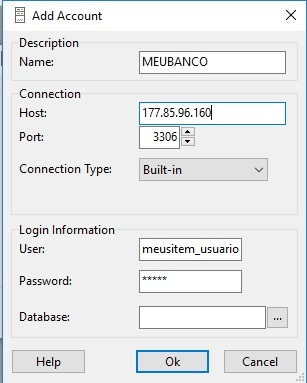 Add Account
Description
Name: MEUBANCO
Connection
Host: 177.85.96.160
Port: 3306
Connection Type: Built-in
Login Information
User: meusitem_usuario
Password: *****
Database: ...
Help Ok Cancel